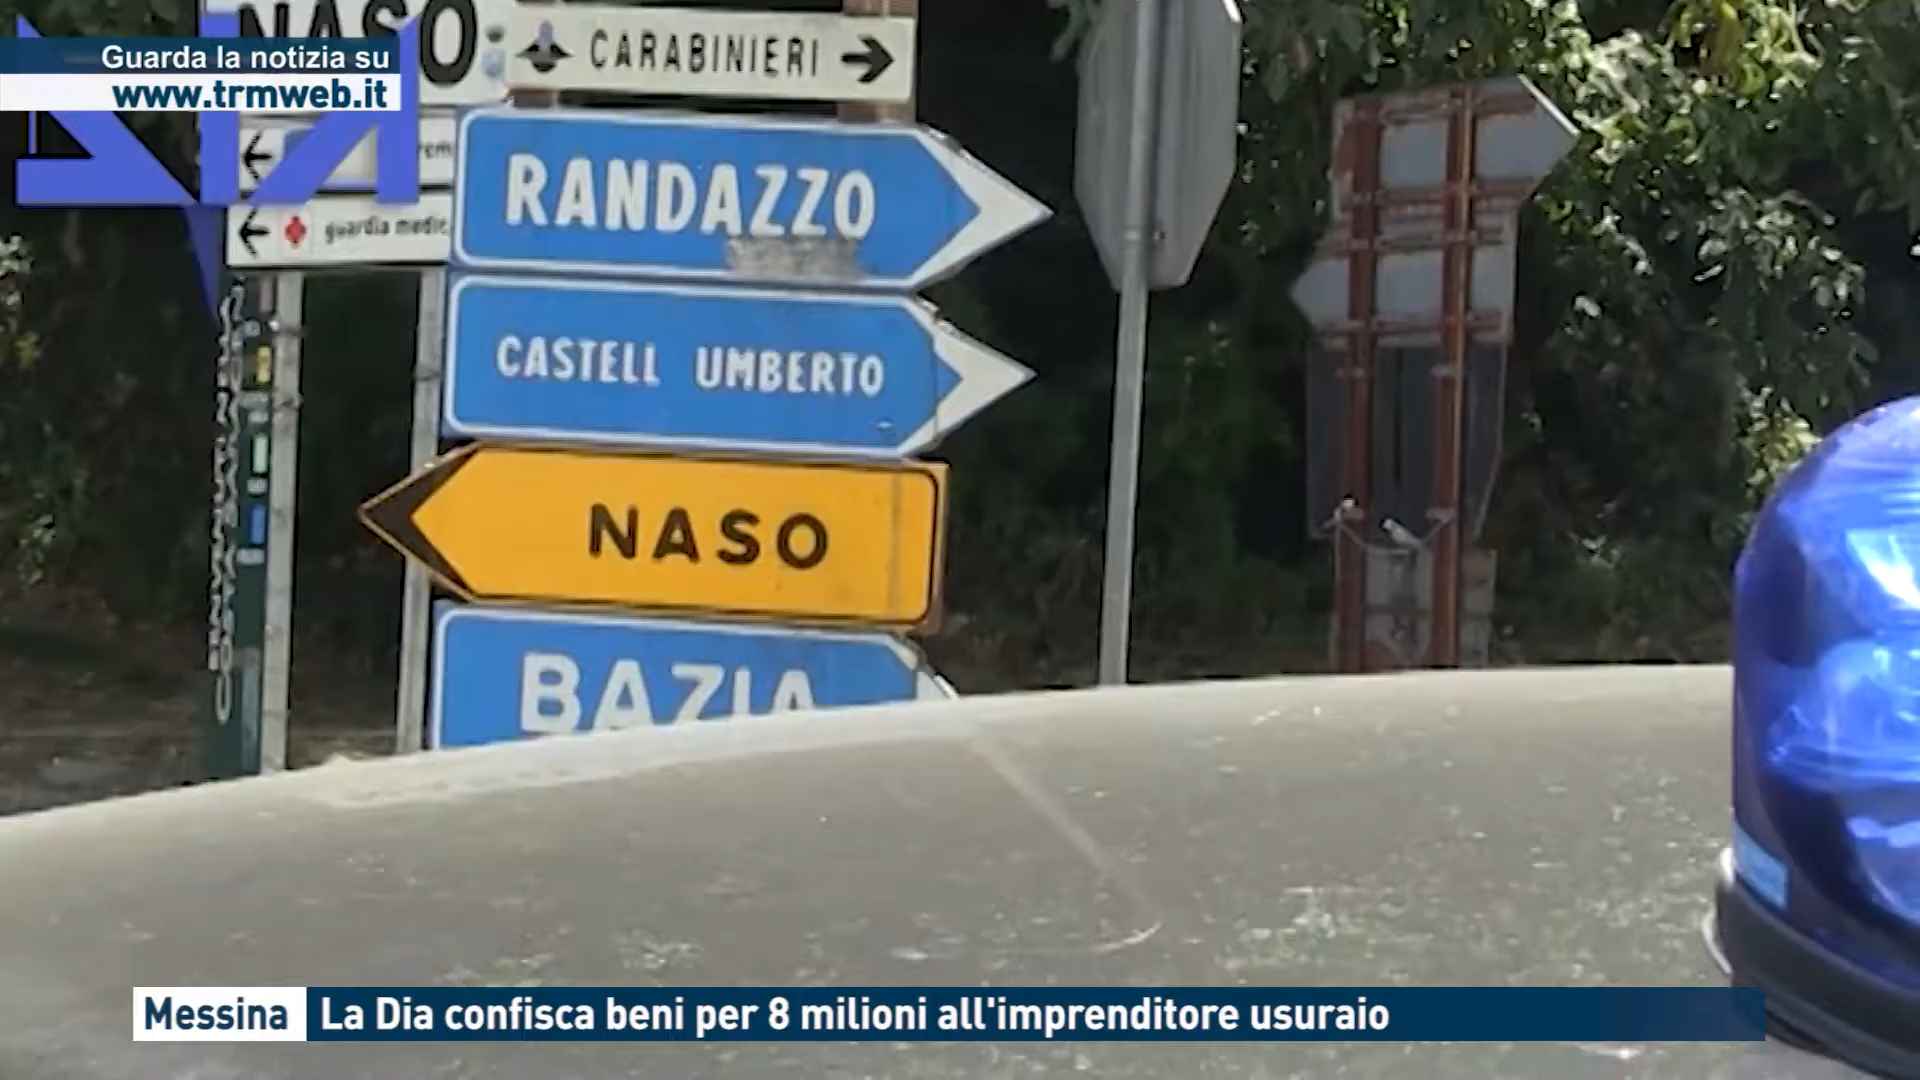 NASO
Guarda la notizia su
www.trmweb.it
CARABINIERI
RANDAZZO
guardia medic
CASTELL UMBERTO
NASO
BAZIA
Messina La Dia confisca beni per 8 milioni all'imprenditore usuraio